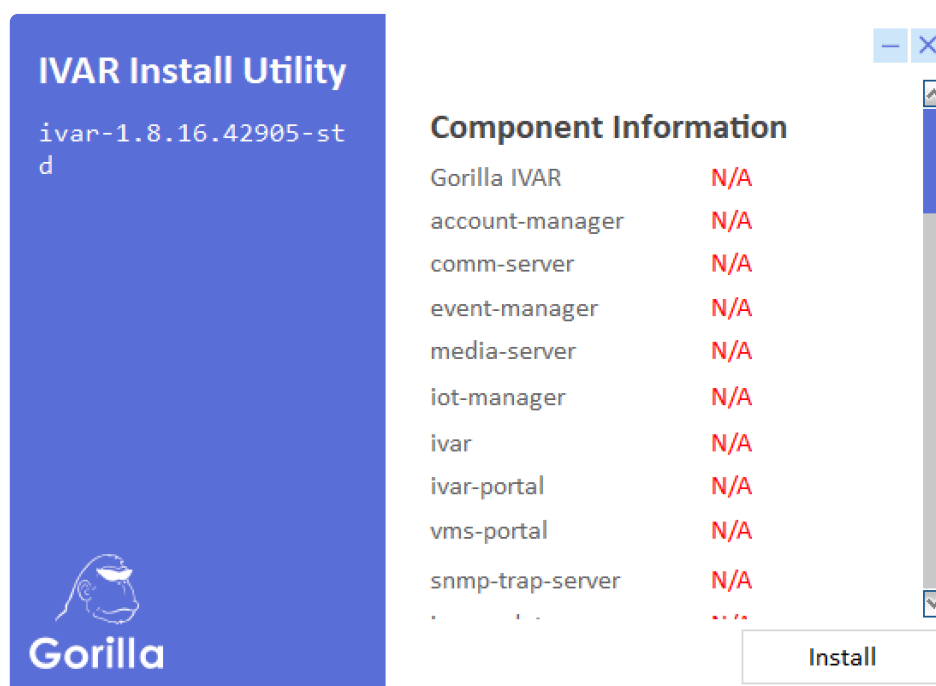 IVAR Install Utility
ivar-1.8.16.42905-st
d
Component Information
Gorilla IVAR N/A
account-manager N/A
comm-server N/A
event-manager N/A
media-server N/A
iot-manager N/A
ivar N/A
ivar-portal N/A
vms-portal N/A
snmp-trap-server N/A
Gorilla
Install